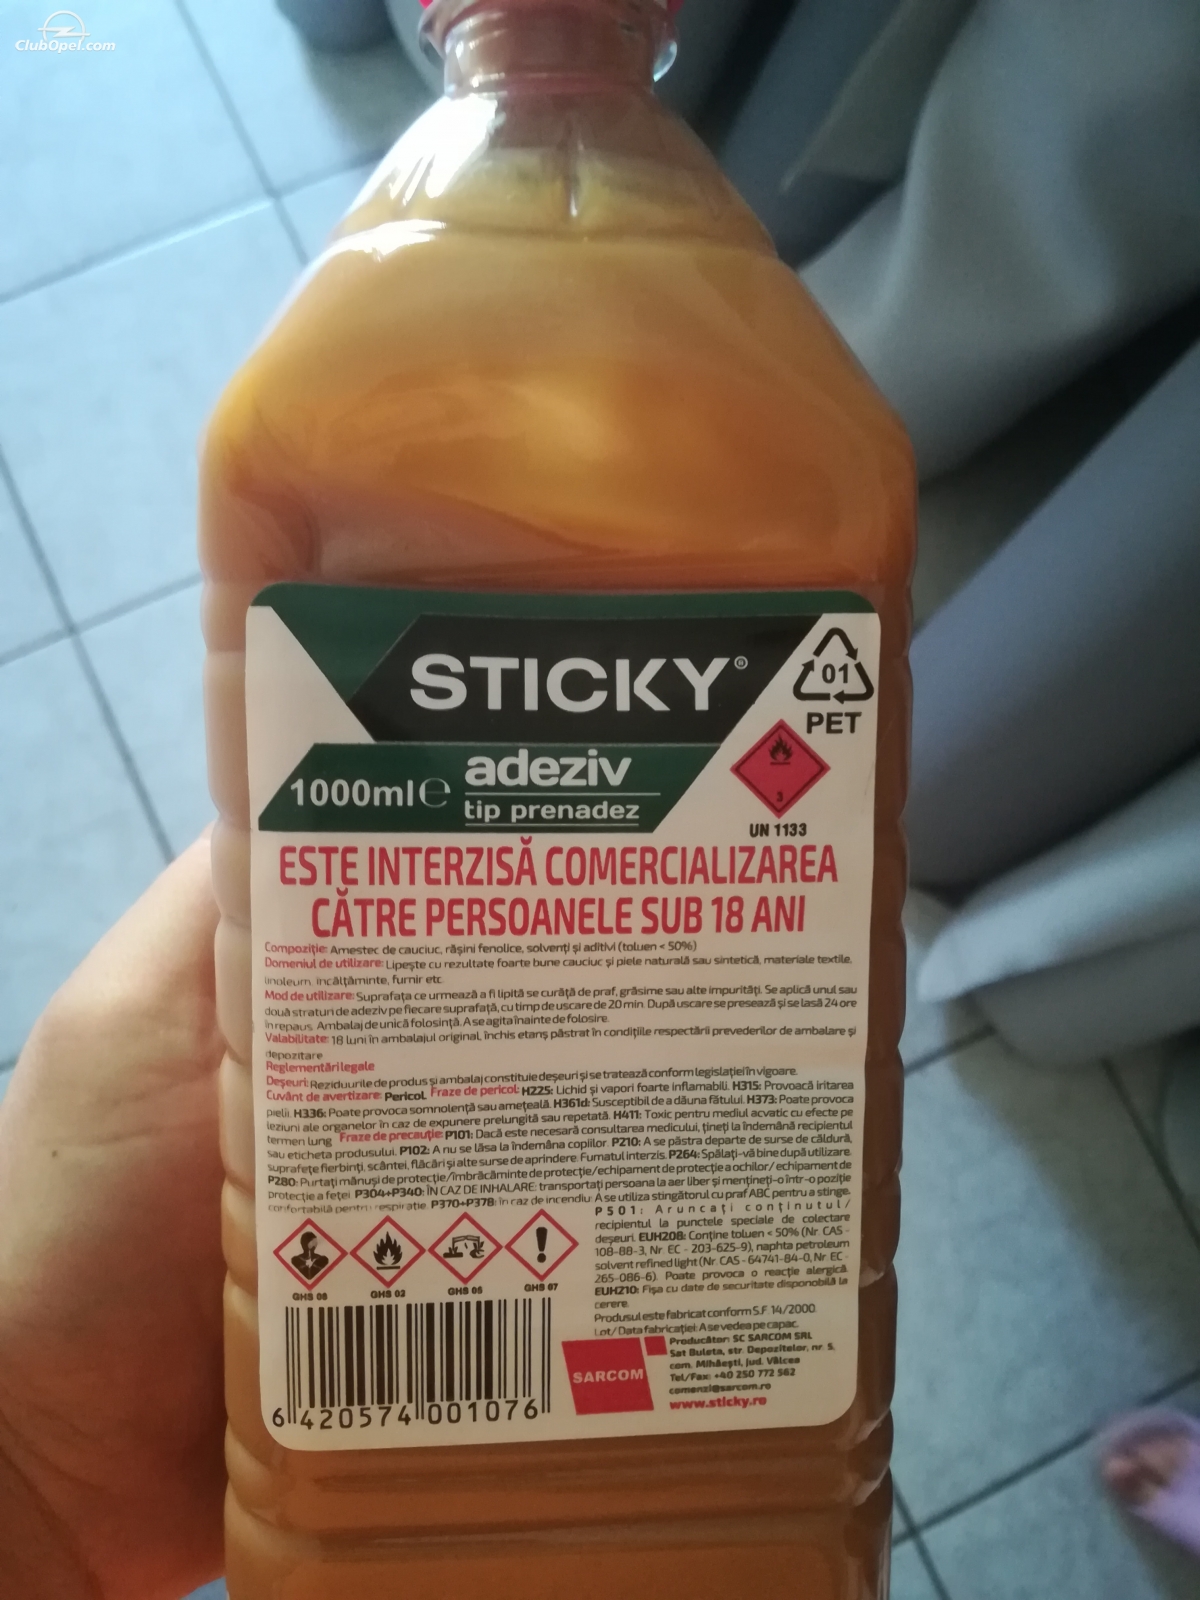 ClubOpel.com
STICKY®
01
PET
1000ml e
adeziv
tip prenadez
3
UN 1133
ESTE INTERZISĂ COMERCIALIZAREA
CĂTRE PERSOANELE SUB 18 ANI
Compoziție: Amestec de cauciuc, rășini fenolice, solvenți și aditivi (toluen < 50%)
Domeniul de utilizare: Lipește cu rezultate foarte bune cauciuc și piele naturală sau sintetică, materiale textile,
linoleum, încălțăminte, furnir etc.
Mod de utilizare: Suprafața ce urmează a fi lipită se curăță de praf, grăsime sau alte impurități. Se aplică unul sau
două straturi de adeziv pe fiecare suprafață, cu timp de uscare de 20 min. După uscare se presează și se lasă 24 ore
în repaus. Ambalaj de unică folosință. A se agita înainte de folosire.
Valabilitate: 18 luni în ambalajul original, închis etanș păstrat în condițiile respectării prevederilor de ambalare și
depozitare
Reglementări legale
Deșeuri: Reziduurile de produs și ambalaj constituie deșeuri și se tratează conform legislației în vigoare.
Cuvânt de avertizare: Pericol. Fraze de pericol: H225: Lichid și vapori foarte inflamabili. H315: Provoacă iritarea
pielii. H336: Poate provoca somnolență sau amețeală. H361d: Susceptibil de a dăuna fătului. H373: Poate provoca
leziuni ale organelor în caz de expunere prelungită sau repetată. H411: Toxic pentru mediul acvatic cu efecte pe
termen lung Fraze de precauție: P101: Dacă este necesară consultarea medicului, țineți la îndemână recipientul
sau eticheta produsului. P102: A nu se lăsa la îndemâna copiilor. P210: A se păstra departe de surse de căldură,
suprafețe fierbinți, scântei, flăcări și alte surse de aprindere. Fumatul interzis. P264: Spălați-vă bine după utilizare.
P280: Purtați mănuși de protecție/îmbrăcăminte de protecție/echipament de protecție a ochilor/ echipament de
protecție a feței P304+P340: ÎN CAZ DE INHALARE: transportați persoana la aer liber și mențineți-o într-o poziție
confortabilă pentru respirație. P370+P378: în caz de incendiu: A se utiliza stingătorul cu praf ABC pentru a stinge.
P501: Aruncați conținutul/
recipientul la punctele speciale de colectare
deșeuri. EUH208: Conține toluen < 50% (Nr CAS -
108-88-3, Nr EC - 203-625-9), naphta petroleum
solvent refined light (Nr. CAS - 64741-84-0, Nr. EC -
265-086-6). Poate provoca o reacție alergică.
EUH210: Fișa cu date de securitate disponibilă la
cerere.
Produsul este fabricat conform S.F. 14/2000.
Lot/ Data fabricației: A se vedea pe capac.
GHS 08
GHS 02
GHS 05
GHS 07
6 420574 001076
SARCOM
Producător: SC SARCOM SRL
Sat Buleta, str. Depozitelor, nr. 5,
com. Mihăești, jud. Vâlcea
Tel/Fax: +40 250 772 562
comenzi@sarcom.ro
www.sticky.ro